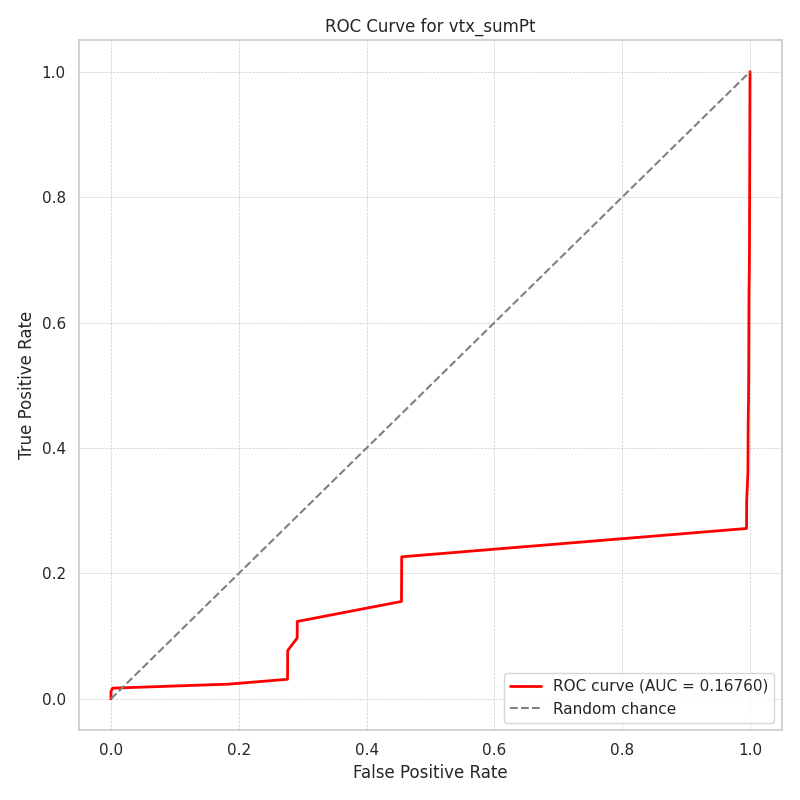 ROC Curve for vtx_sumPt
True Positive Rate
1.0
0.8
0.6
0.4
0.2
0.0
ROC curve (AUC = 0.16760)
Random chance
0.0 0.2 0.4 0.6 0.8 1.0
False Positive Rate